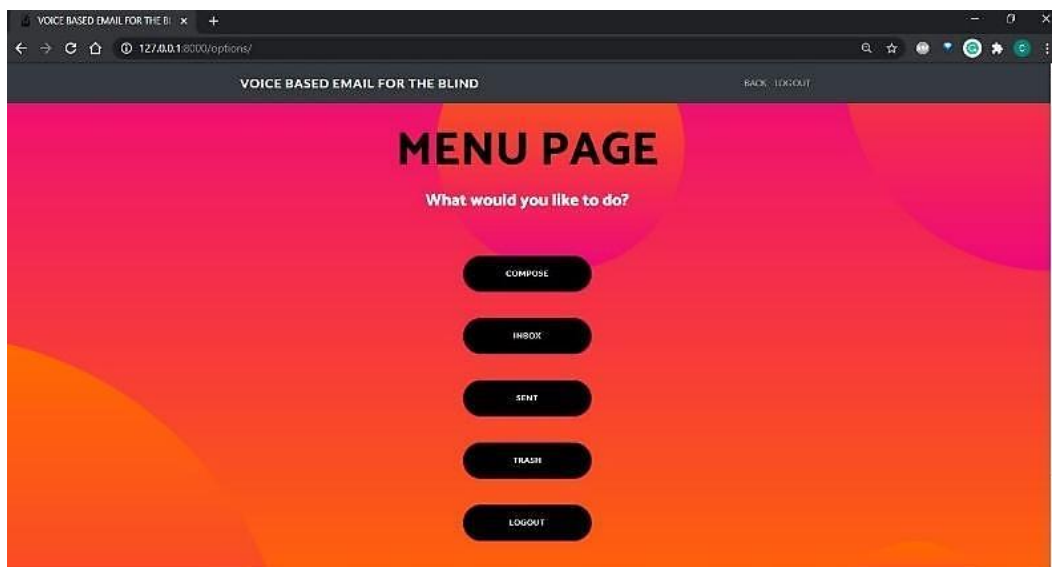 VOICE BASED EMAIL FOR THE BL
127.0.0.1:8000/options/
VOICE BASED EMAIL FOR THE BLIND
BACK LOGOUT
MENU PAGE
What would you like to do?
COMPOSE
INBOX
SENT
TRASH
LOGOUT